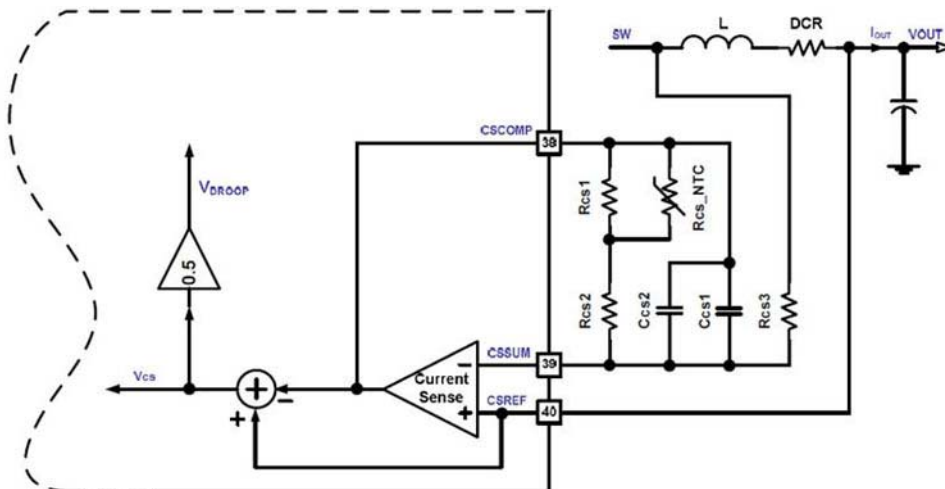 L
DCR
SW
IOUT
VOUT
CSCOMP
38
VDROOP
Rcs1
Rcs_NTC
0.5
Rcs2
Ccs2
Ccs1
Rcs3
CSSUM
39
Vcs
+
−
Current
Sense
−
+
CSREF
40
+